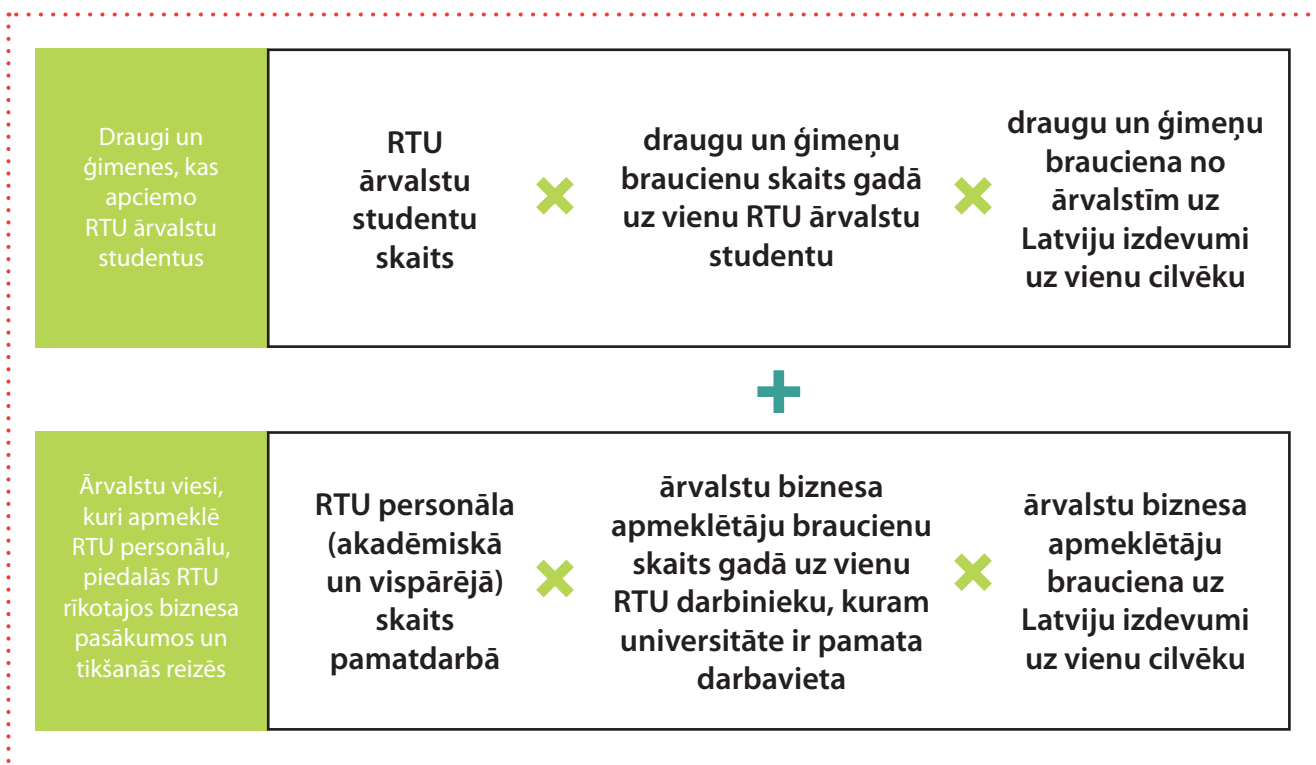 Draugi un
ģimenes, kas
apciemo
RTU ārvalstu
studentus
RTU
ārvalstu
studentu
skaits
×
draugu un ģimeņu
braucienu skaits gadā
uz vienu RTU ārvalstu
studentu
×
draugu un ģimeņu
brauciena no
ārvalstīm uz
Latviju izdevumi
uz vienu cilvēku
+
Ārvalstu viesi,
kuri apmeklē
RTU personālu,
piedalās RTU
rīkotajos biznesa
pasākumos un
tikšanās reizēs
RTU personāla
(akadēmiskā
un vispārējā)
skaits
pamatdarbā
×
ārvalstu biznesa
apmeklētāju braucienu
skaits gadā uz vienu
RTU darbinieku, kuram
universitāte ir pamata
darbavieta
×
ārvalstu biznesa
apmeklētāju
brauciena uz
Latviju izdevumi
uz vienu cilvēku